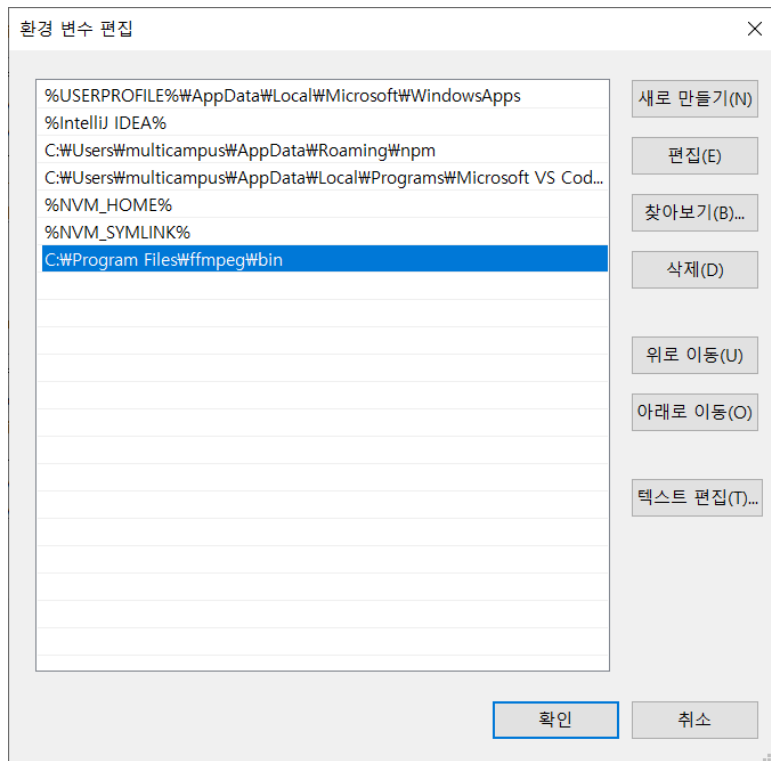 환경 변수 편집
%USERPROFILE%₩AppData₩Local₩Microsoft₩WindowsApps
%IntelliJ IDEA%
C:₩Users₩multicampus₩AppData₩Roaming₩npm
C:₩Users₩multicampus₩AppData₩Local₩Programs₩Microsoft VS Cod...
%NVM_HOME%
%NVM_SYMLINK%
C:₩Program Files₩ffmpeg₩bin
새로 만들기(N)
편집(E)
찾아보기(B)...
삭제(D)
위로 이동(U)
아래로 이동(O)
텍스트 편집(T)...
확인
취소